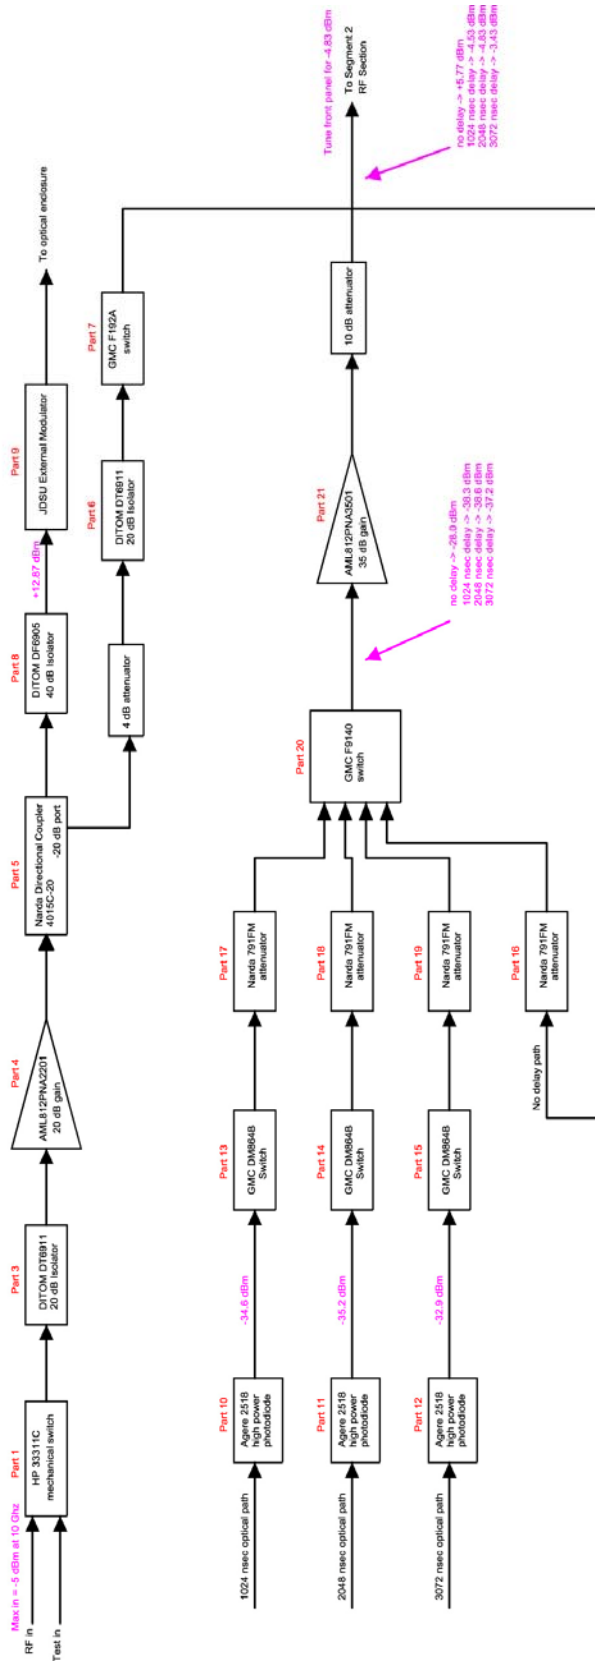 Max in = -5 dBm at 10 Ghz
RF in
Test in
Part 1
HP 33311C
mechanical switch
Part 3
DITOM DT6911
20 dB Isolator
Part 4
AML812PNA2201
20 dB gain
Part 5
Narda Directional Coupler
4015C-20
-20 dB port
Part 8
DITOM DF6905
40 dB Isolator
+12.87 dBm
Part 9
JDSU External Modulator
To optical enclosure
4 dB attenuator
Part 6
DITOM DT6911
20 dB Isolator
Part 7
GMC F192A
switch
1024 nsec optical path
Part 10
Agere 2518
high power
photodiode
-34.6 dBm
Part 13
GMC DM864B
Switch
Part 17
Narda 791FM
attenuator
2048 nsec optical path
Part 11
Agere 2518
high power
photodiode
-35.2 dBm
Part 14
GMC DM864B
Switch
Part 18
Narda 791FM
attenuator
3072 nsec optical path
Part 12
Agere 2518
high power
photodiode
-32.9 dBm
Part 15
GMC DM864B
Switch
Part 19
Narda 791FM
attenuator
No delay path
Part 16
Narda 791FM
attenuator
Part 20
GMC F9140
switch
no delay -> -28.0 dBm
1024 nsec delay -> -38.3 dBm
2048 nsec delay -> -38.6 dBm
3072 nsec delay -> -37.2 dBm
Part 21
AML812PNA3501
35 dB gain
10 dB attenuator
Tune front panel for -4.83 dBm
To Segment 2
RF Section
no delay -> +5.77 dBm
1024 nsec delay -> -4.53 dBm
2048 nsec delay -> -4.83 dBm
3072 nsec delay -> -3.43 dBm